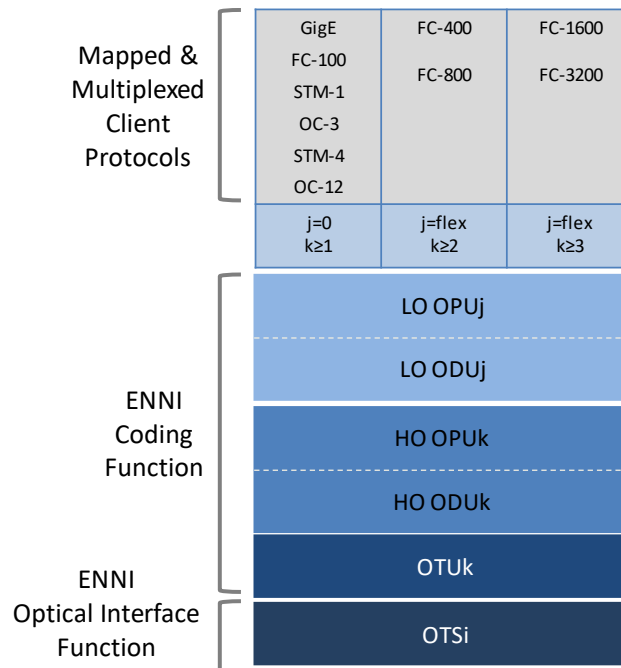 Mapped &
Multiplexed
Client
Protocols
GigE
FC-100
STM-1
OC-3
STM-4
OC-12
FC-400
FC-800
FC-1600
FC-3200
j=0
k≥1
j=flex
k≥2
j=flex
k≥3
ENNI
Coding
Function
LO OPUj
LO ODUj
HO OPUk
HO ODUk
OTUk
ENNI
Optical Interface
Function
OTSi